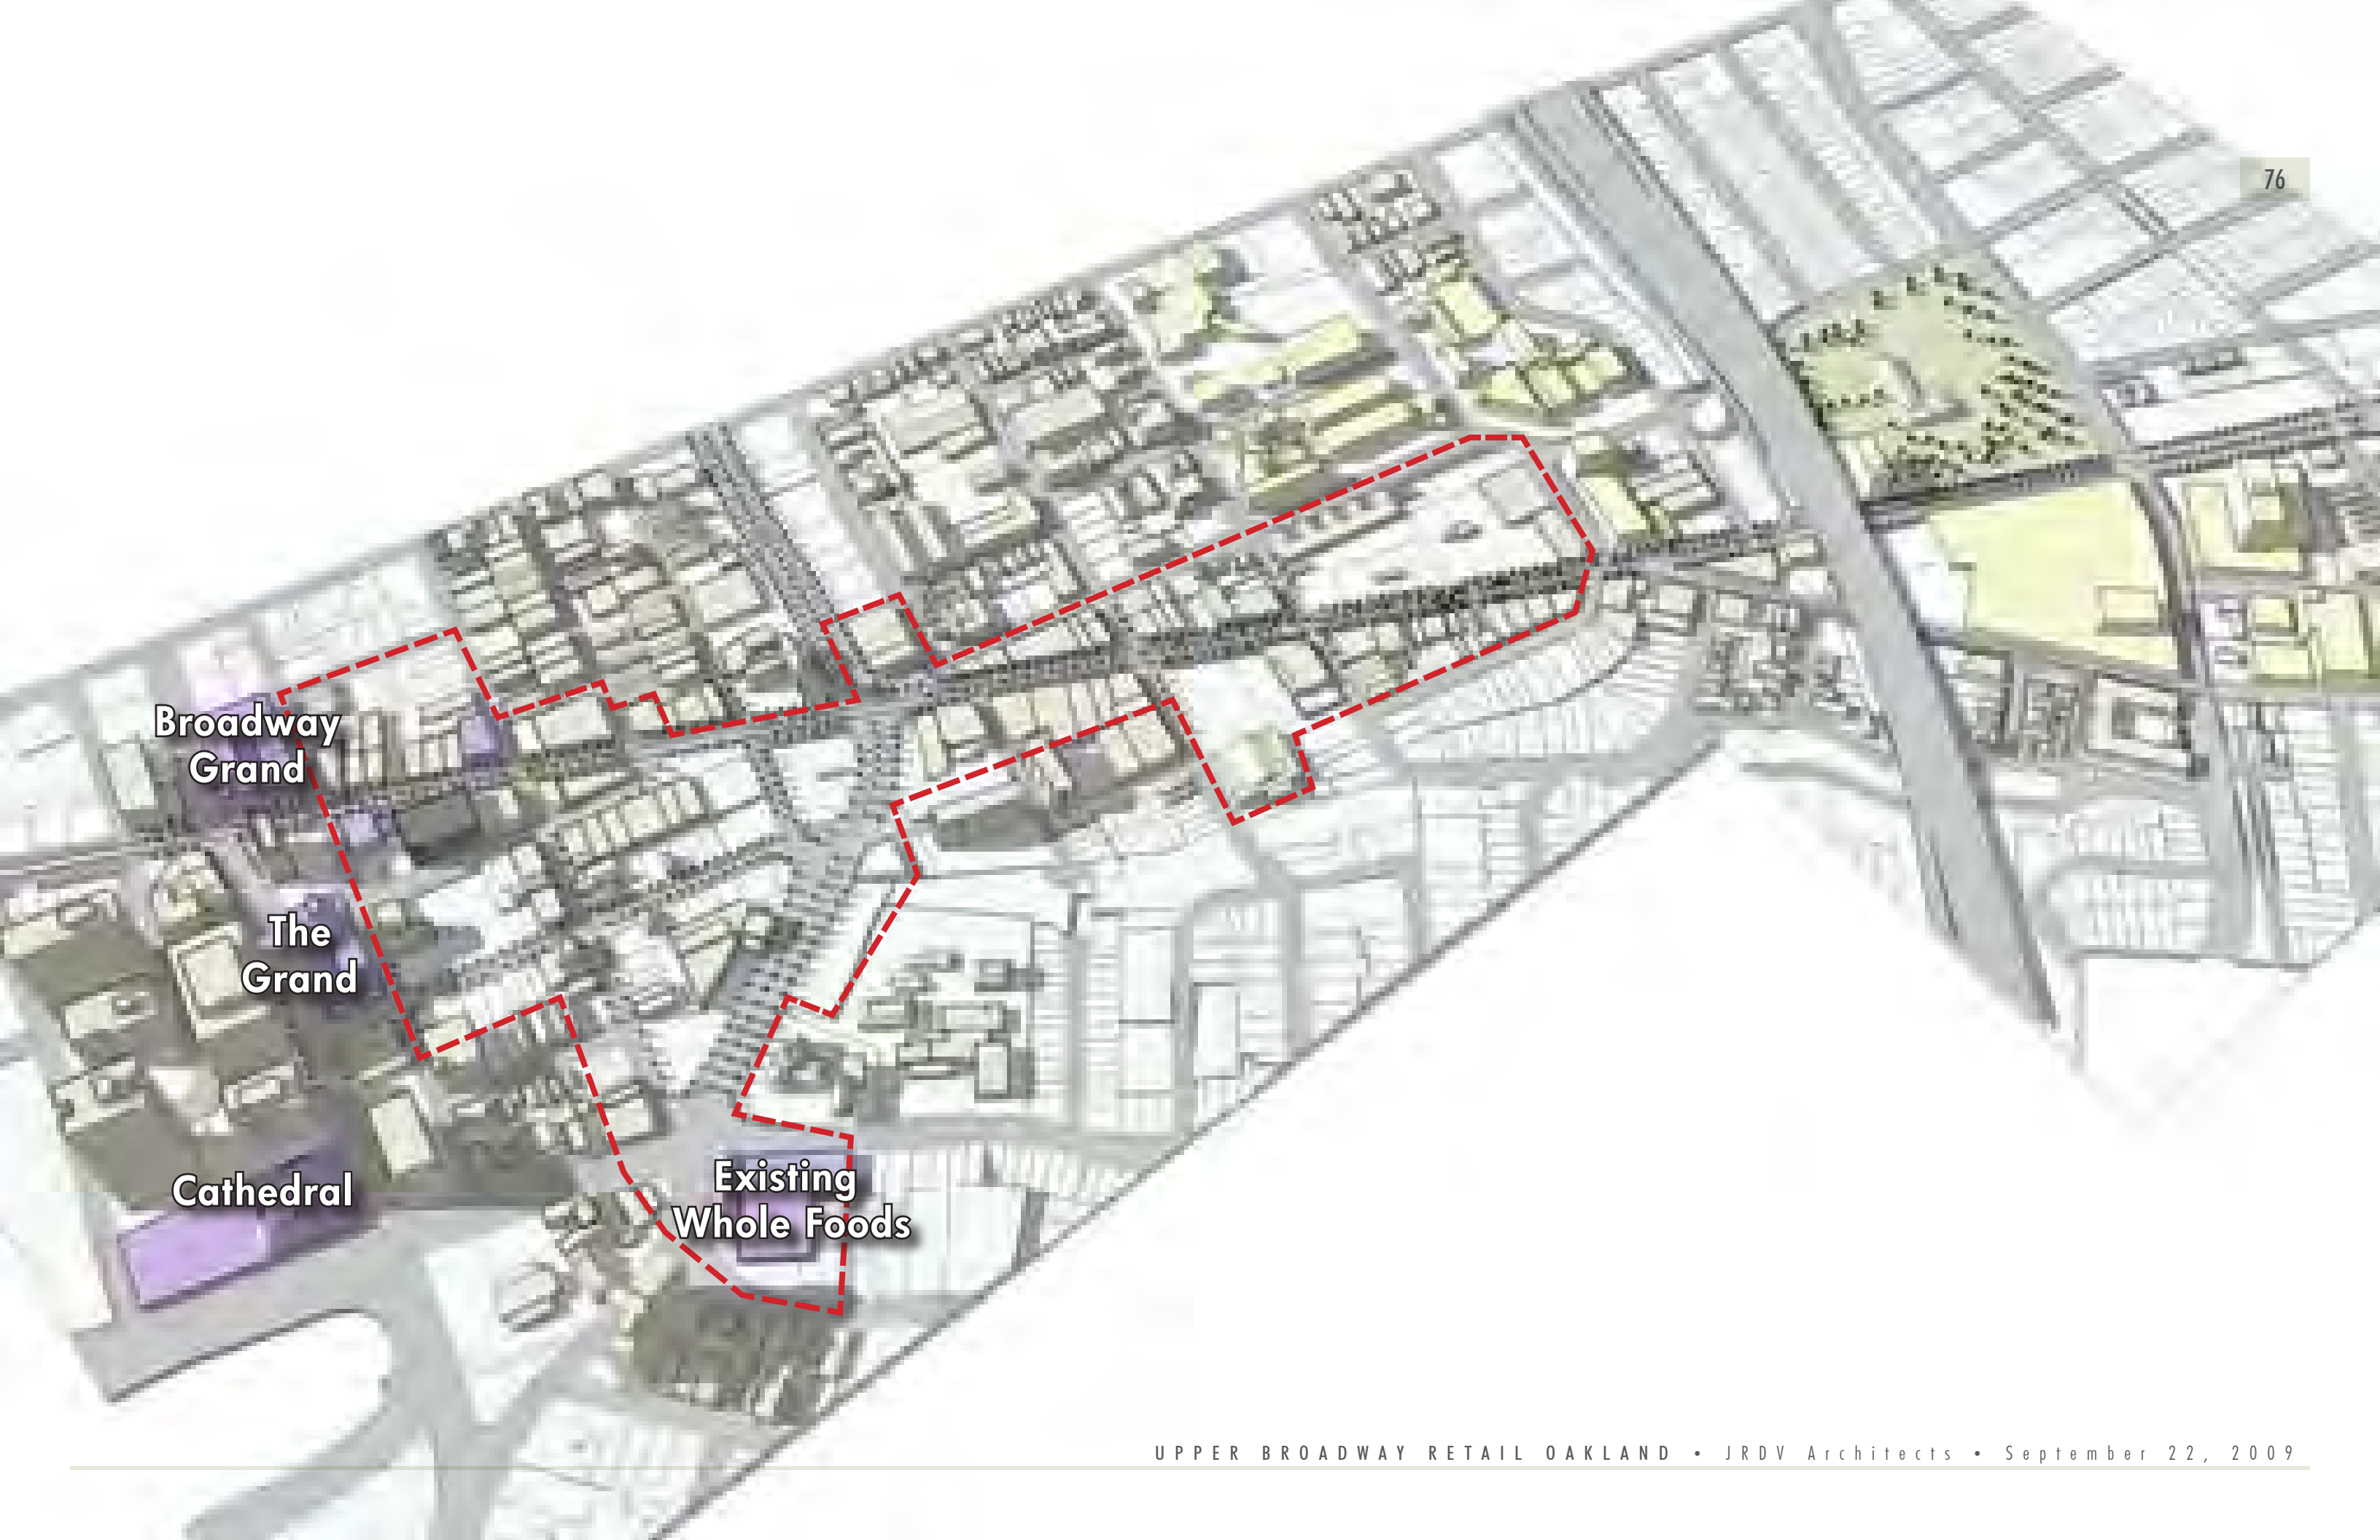 76
Broadway
Grand
The
Grand
Cathedral
Existing
Whole Foods
UPPER BROADWAY RETAIL OAKLAND • JRDV Architects • September 22, 2009